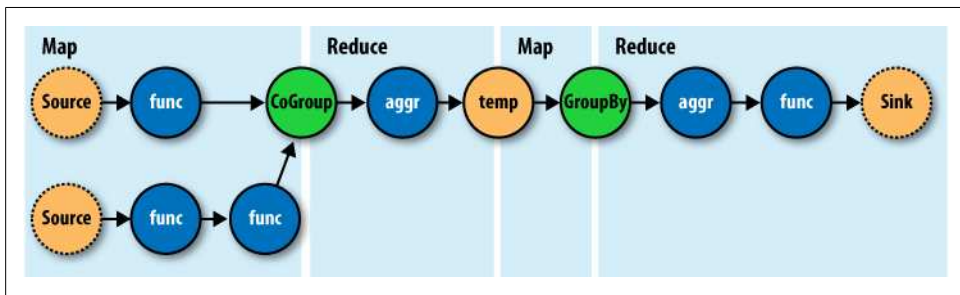 Map Reduce Map Reduce
Source func CoGroup aggr temp GroupBy aggr func Sink
Source func func